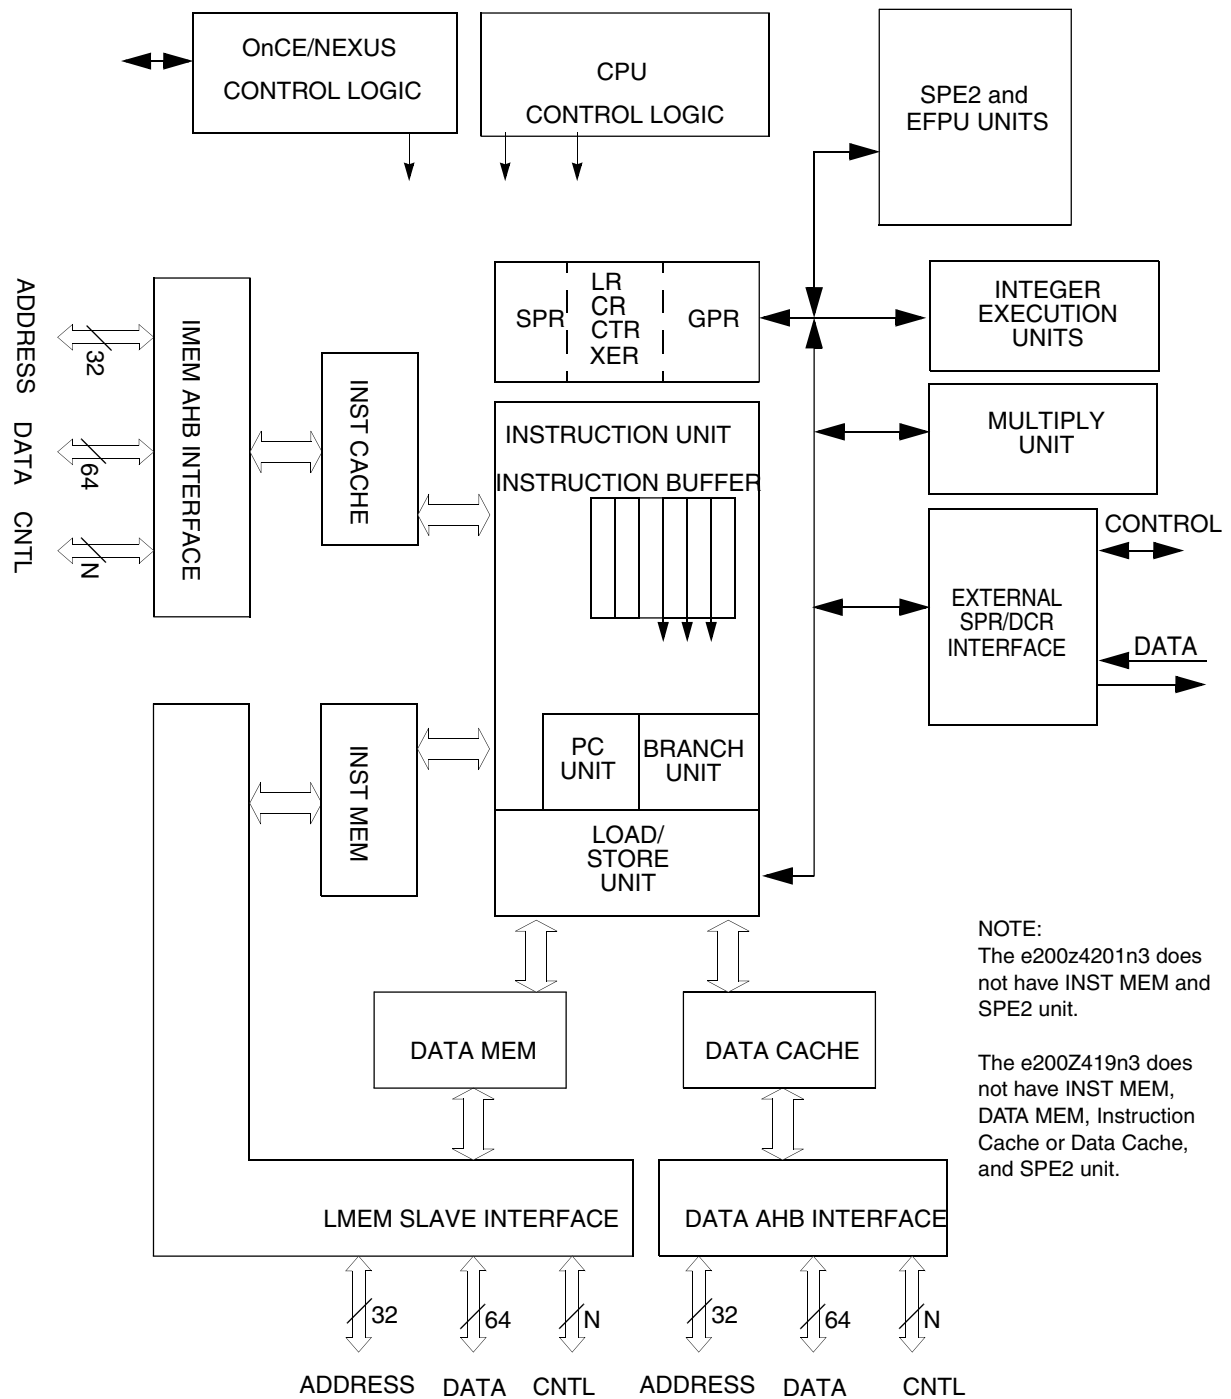 OnCE/NEXUS
CONTROL LOGIC
CPU
CONTROL LOGIC
SPE2 and
EFPU UNITS
SPR
LR
CR
CTR
XER
GPR
INTEGER
EXECUTION
UNITS
ADDRESS
32
DATA
64
CNTL
N
IMEM AHB INTERFACE
INST CACHE
INSTRUCTION UNIT
INSTRUCTION BUFFER
MULTIPLY
UNIT
CONTROL
EXTERNAL
SPR/DCR
INTERFACE
DATA
INST MEM
PC
UNIT
BRANCH
UNIT
LOAD/
STORE
UNIT
NOTE:
The e200z4201n3 does
not have INST MEM and
SPE2 unit.
The e200Z419n3 does
not have INST MEM,
DATA MEM, Instruction
Cache or Data Cache,
and SPE2 unit.
DATA MEM
DATA CACHE
LMEM SLAVE INTERFACE
DATA AHB INTERFACE
32
64
N
32
64
N
ADDRESS
DATA
CNTL
ADDRESS
DATA
CNTL